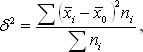 δ² = ∑(x̄ᵢ − x̄₀)² nᵢ / ∑nᵢ ,